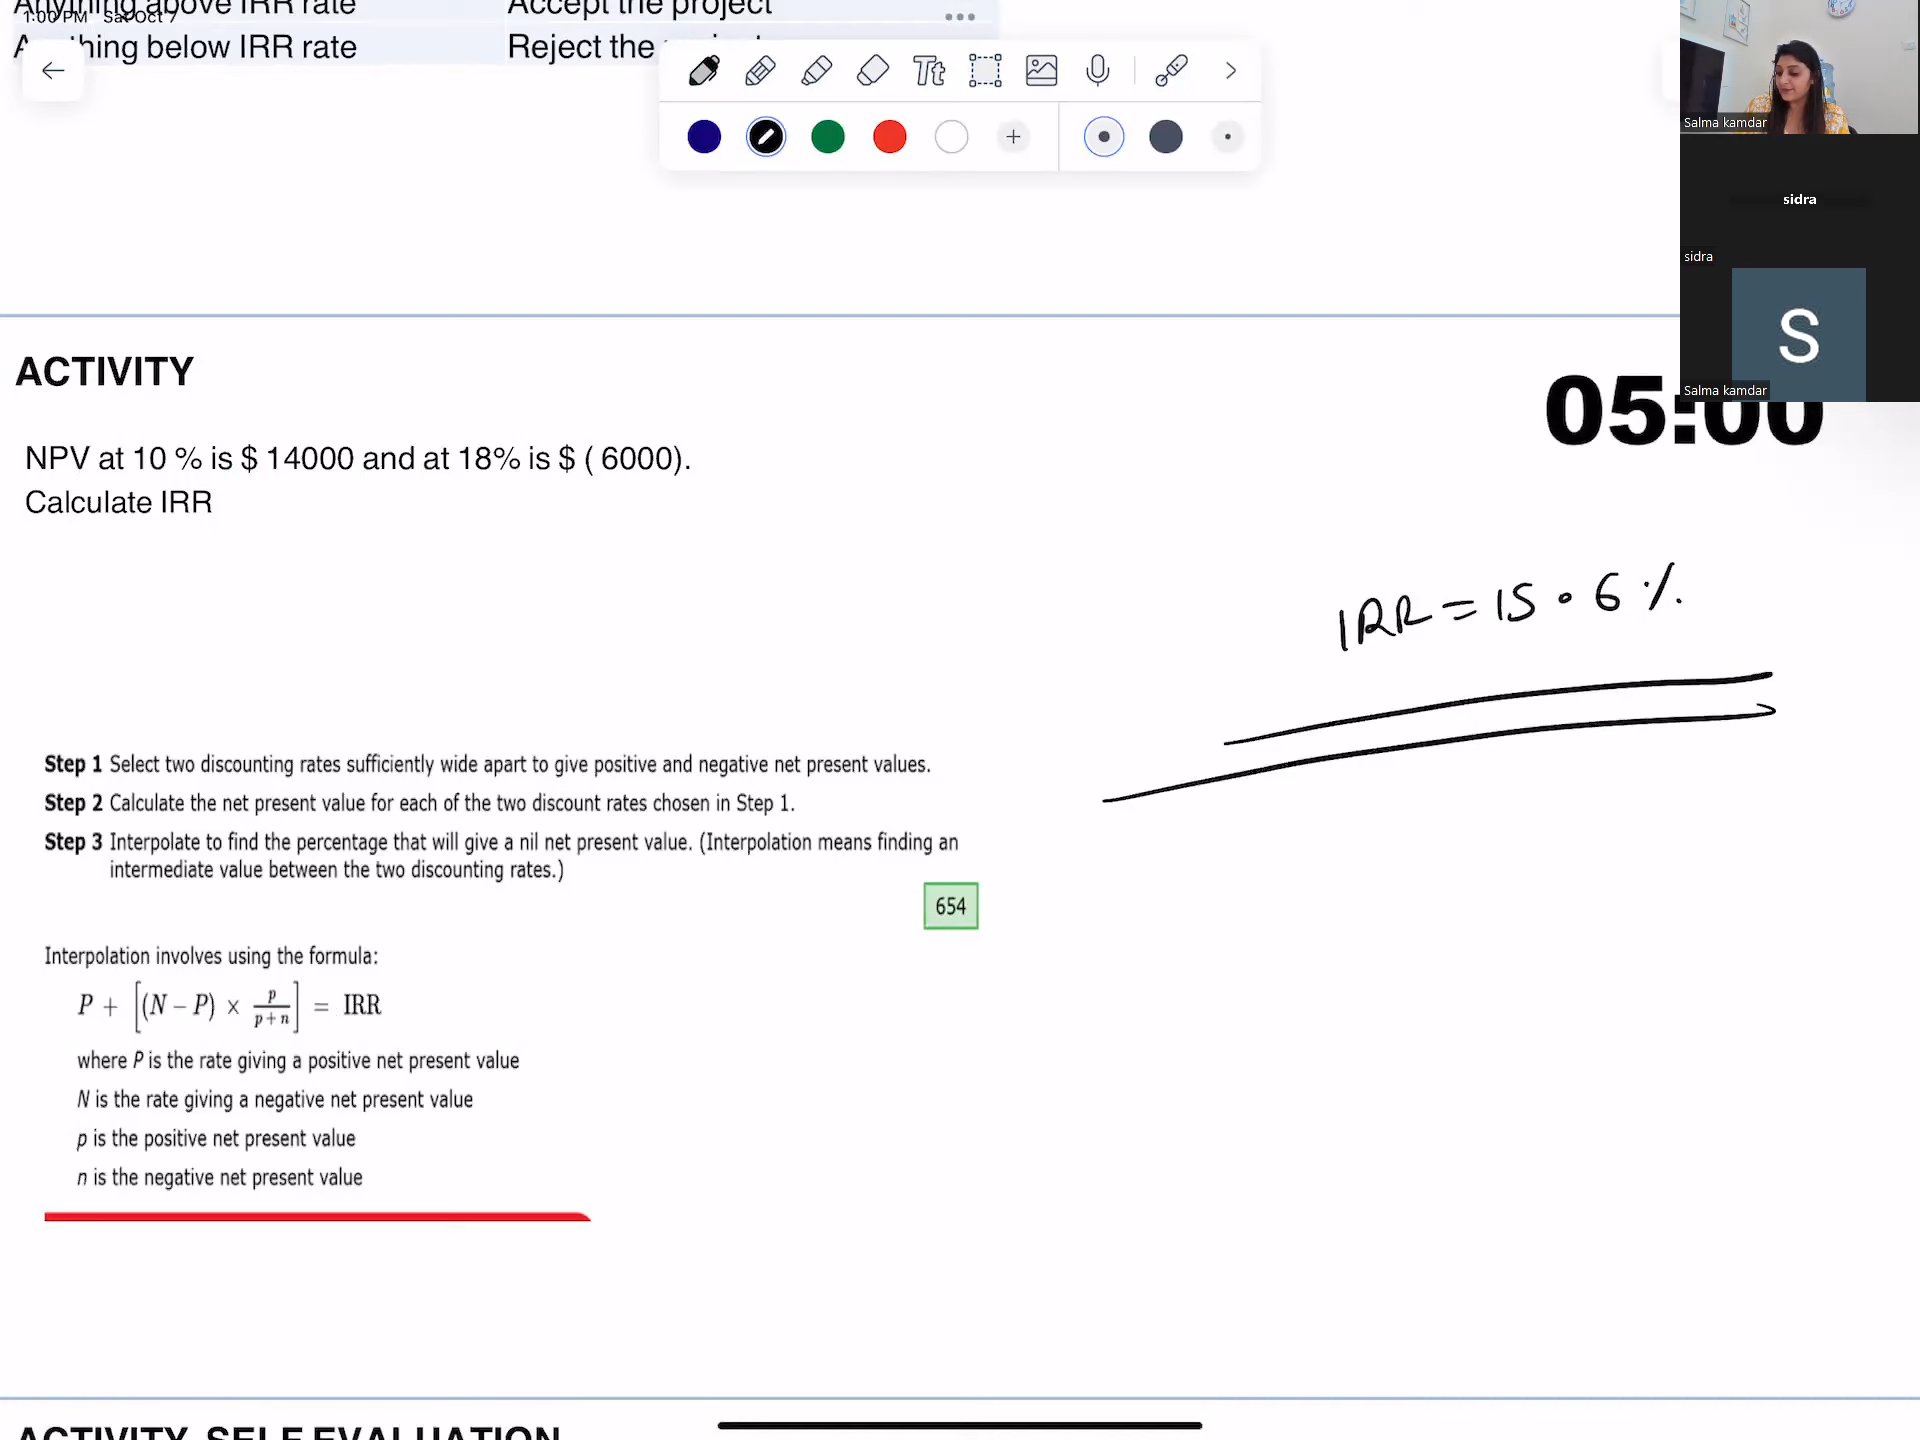 Anything above IRR rate Accept the project
1:00 PM Sat Oct 7
thing below IRR rate Reject the
Tt
Salma kamdar
sidra
sidra
S
Salma kamdar
ACTIVITY
05:00
NPV at 10 % is $ 14000 and at 18% is $ ( 6000).
Calculate IRR
IRR = 15.6 %
Step 1 Select two discounting rates sufficiently wide apart to give positive and negative net present values.
Step 2 Calculate the net present value for each of the two discount rates chosen in Step 1.
Step 3 Interpolate to find the percentage that will give a nil net present value. (Interpolation means finding an
intermediate value between the two discounting rates.)
654
Interpolation involves using the formula:
P + [(N – P) × p/(p + n)] = IRR
where P is the rate giving a positive net present value
N is the rate giving a negative net present value
p is the positive net present value
n is the negative net present value
ACTIVITY SELF EVALUATION